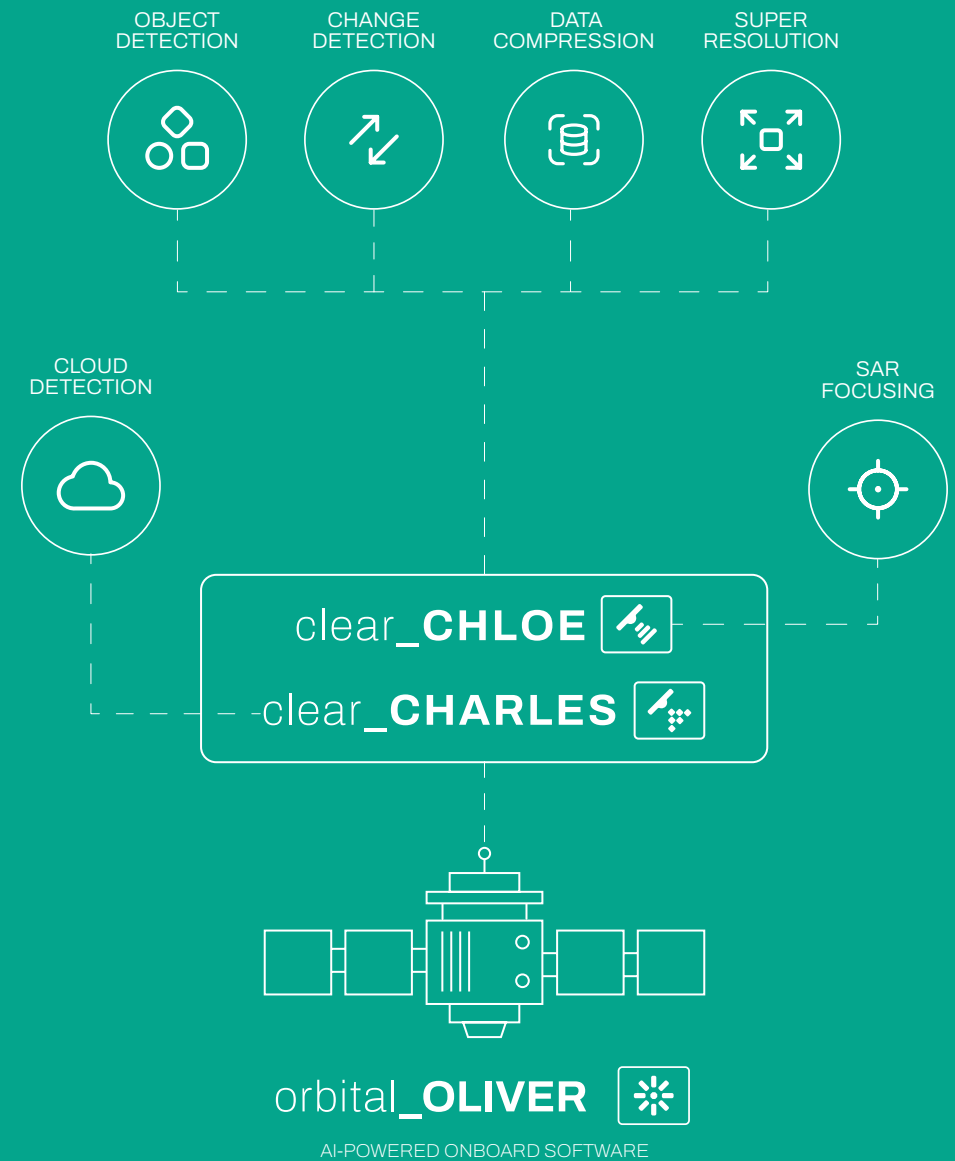 OBJECT
DETECTION
CHANGE
DETECTION
DATA
COMPRESSION
SUPER
RESOLUTION
CLOUD
DETECTION
SAR
FOCUSING
clear_CHLOE
clear_CHARLES
orbital_OLIVER
AI-POWERED ONBOARD SOFTWARE